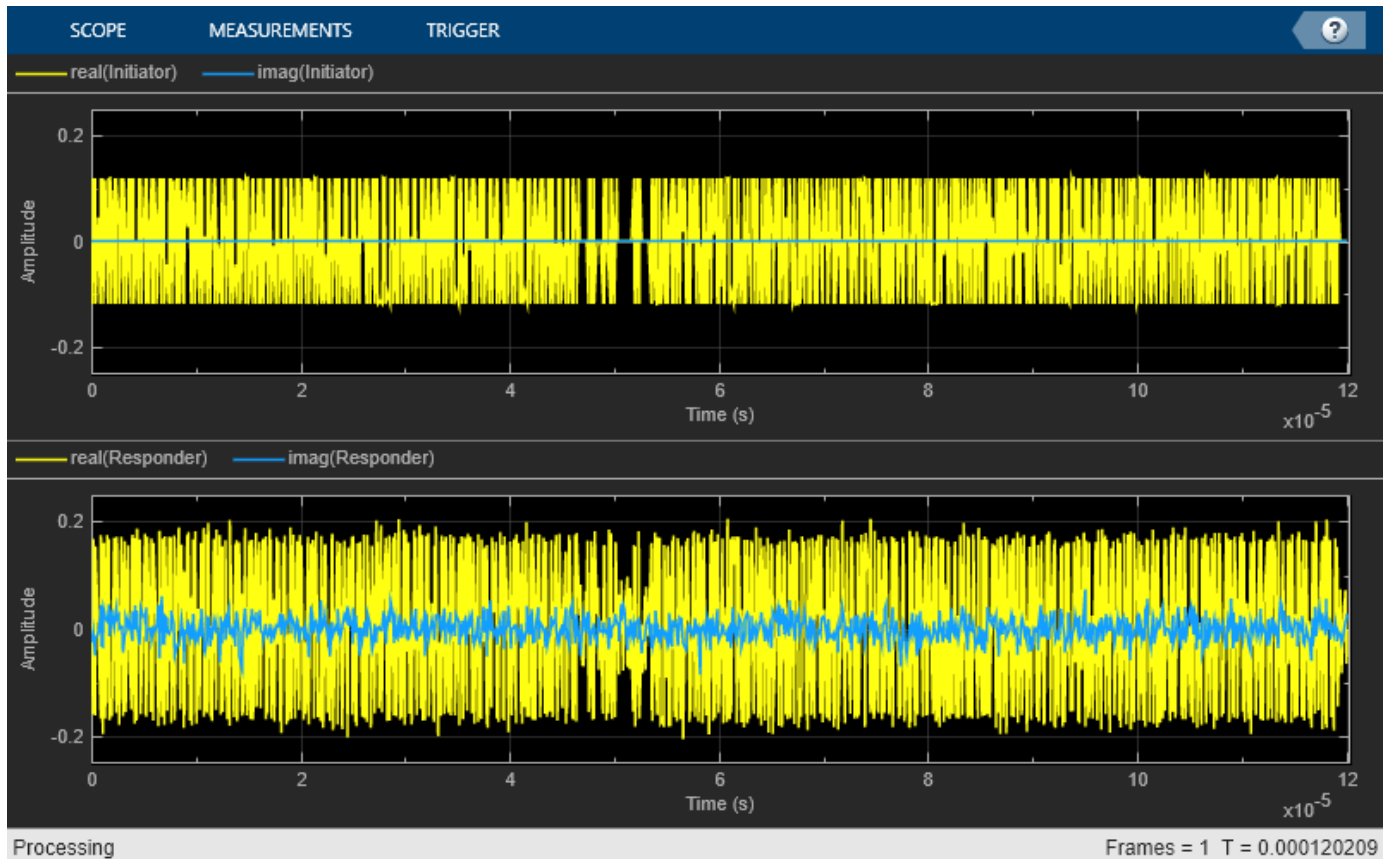 SCOPE MEASUREMENTS TRIGGER ?
real(Initiator) imag(Initiator)
0.2
0
-0.2
Amplitude
0 2 4 6 8 10 12
Time (s)
x10-5
real(Responder) imag(Responder)
0.2
0
-0.2
Amplitude
0 2 4 6 8 10 12
Time (s)
x10-5
Processing Frames = 1 T = 0.000120209